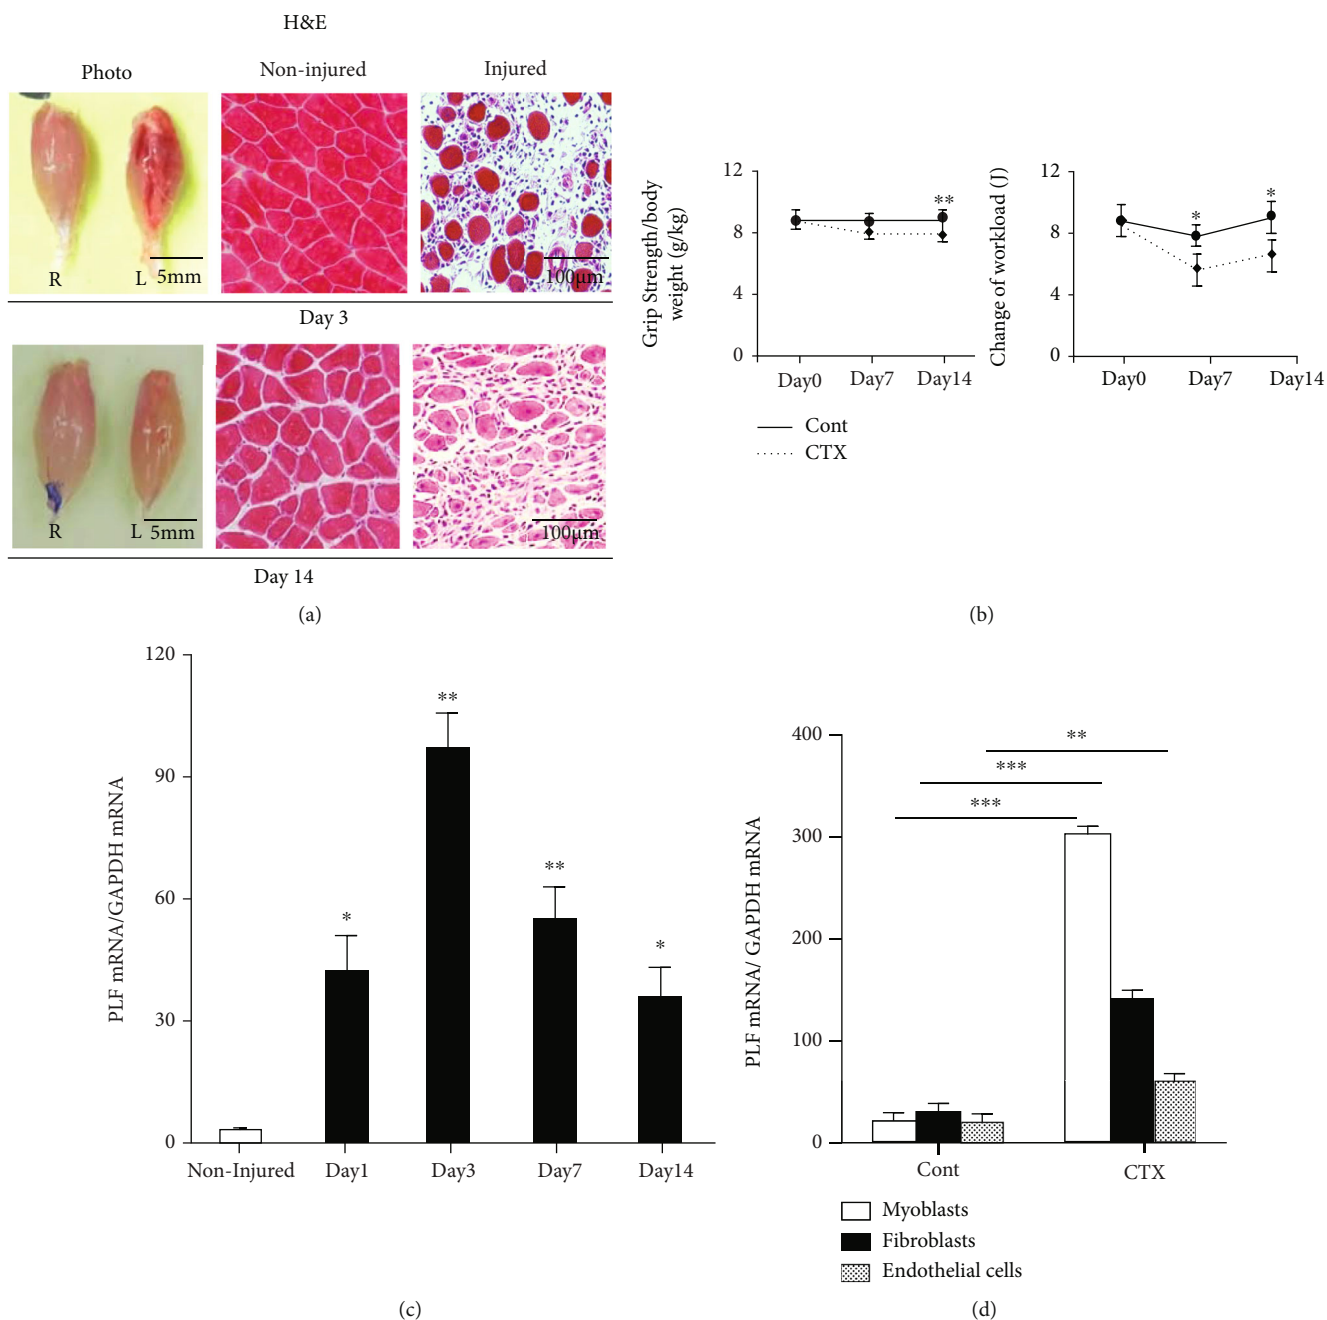 H&E
Photo
Non-injured
Injured
R
L
5mm
100µm
Day 3
R
L
5mm
100µm
Day 14
(a)
Grip Strength/body
weight (g/kg)
12
8
4
0
**
Day0
Day7
Day14
Cont
CTX
Change of workload (J)
12
8
4
0
*
*
Day0
Day7
Day14
(b)
PLF mRNA/GAPDH mRNA
120
90
60
30
0
*
**
**
*
Non-Injured
Day1
Day3
Day7
Day14
(c)
PLF mRNA/ GAPDH mRNA
400
300
200
100
0
**
***
***
Cont
CTX
Myoblasts
Fibroblasts
Endothelial cells
(d)